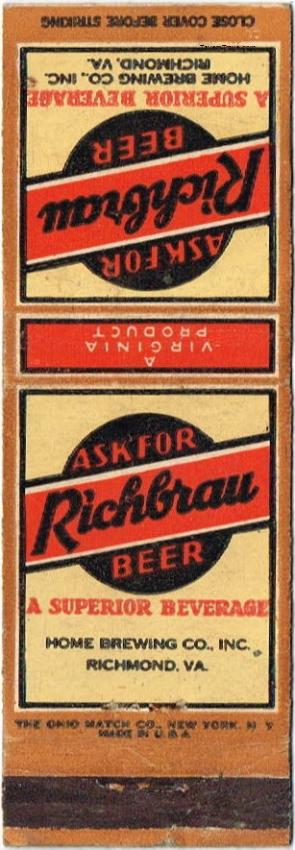 CLOSE COVER BEFORE STRIKING
RICHMOND, VA.
HOME BREWING CO., INC.
A SUPERIOR BEVERAGE
BEER
Richbrau
ASK FOR
A
VIRGINIA
PRODUCT
ASK FOR
Richbrau
BEER
A SUPERIOR BEVERAGE
HOME BREWING CO., INC.
RICHMOND, VA.
THE OHIO MATCH CO., NEW YORK, N Y
MADE IN U.S.A